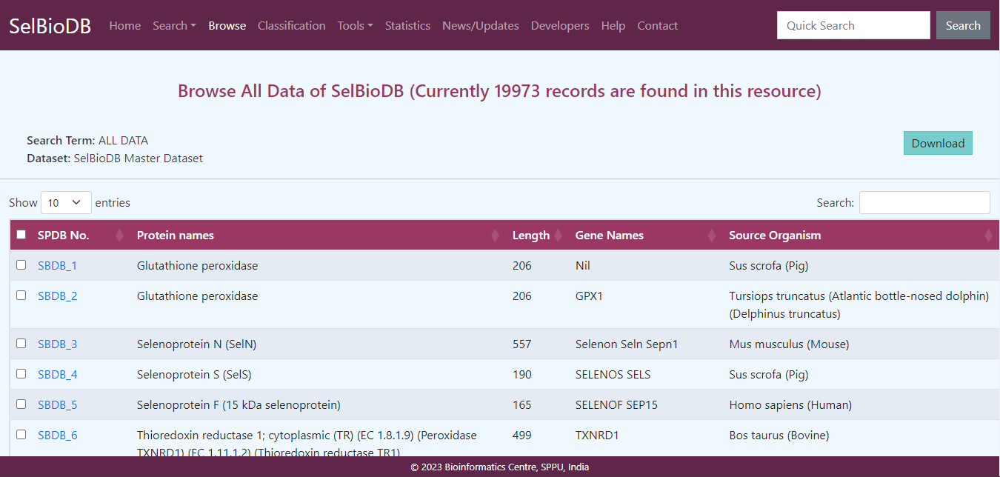 SelBioDB Home Search Browse Classification Tools Statistics News/Updates Developers Help Contact Quick Search Search
Browse All Data of SelBioDB (Currently 19973 records are found in this resource)
Search Term: ALL DATA
Download
Dataset: SelBioDB Master Dataset
Show 10 entries Search:
SPDB No. Protein names Length Gene Names Source Organism
SBDB_1 Glutathione peroxidase 206 Nil Sus scrofa (Pig)
SBDB_2 Glutathione peroxidase 206 GPX1 Tursiops truncatus (Atlantic bottle-nosed dolphin)
(Delphinus truncatus)
SBDB_3 Selenoprotein N (SelN) 557 Selenon Seln Sepn1 Mus musculus (Mouse)
SBDB_4 Selenoprotein S (SelS) 190 SELENOS SELS Sus scrofa (Pig)
SBDB_5 Selenoprotein F (15 kDa selenoprotein) 165 SELENOF SEP15 Homo sapiens (Human)
SBDB_6 Thioredoxin reductase 1; cytoplasmic (TR) (EC 1.8.1.9) (Peroxidase 499 TXNRD1 Bos taurus (Bovine)
TXNRD1) (EC 1.11.1.2) (Thioredoxin reductase TR1)
© 2023 Bioinformatics Centre, SPPU, India